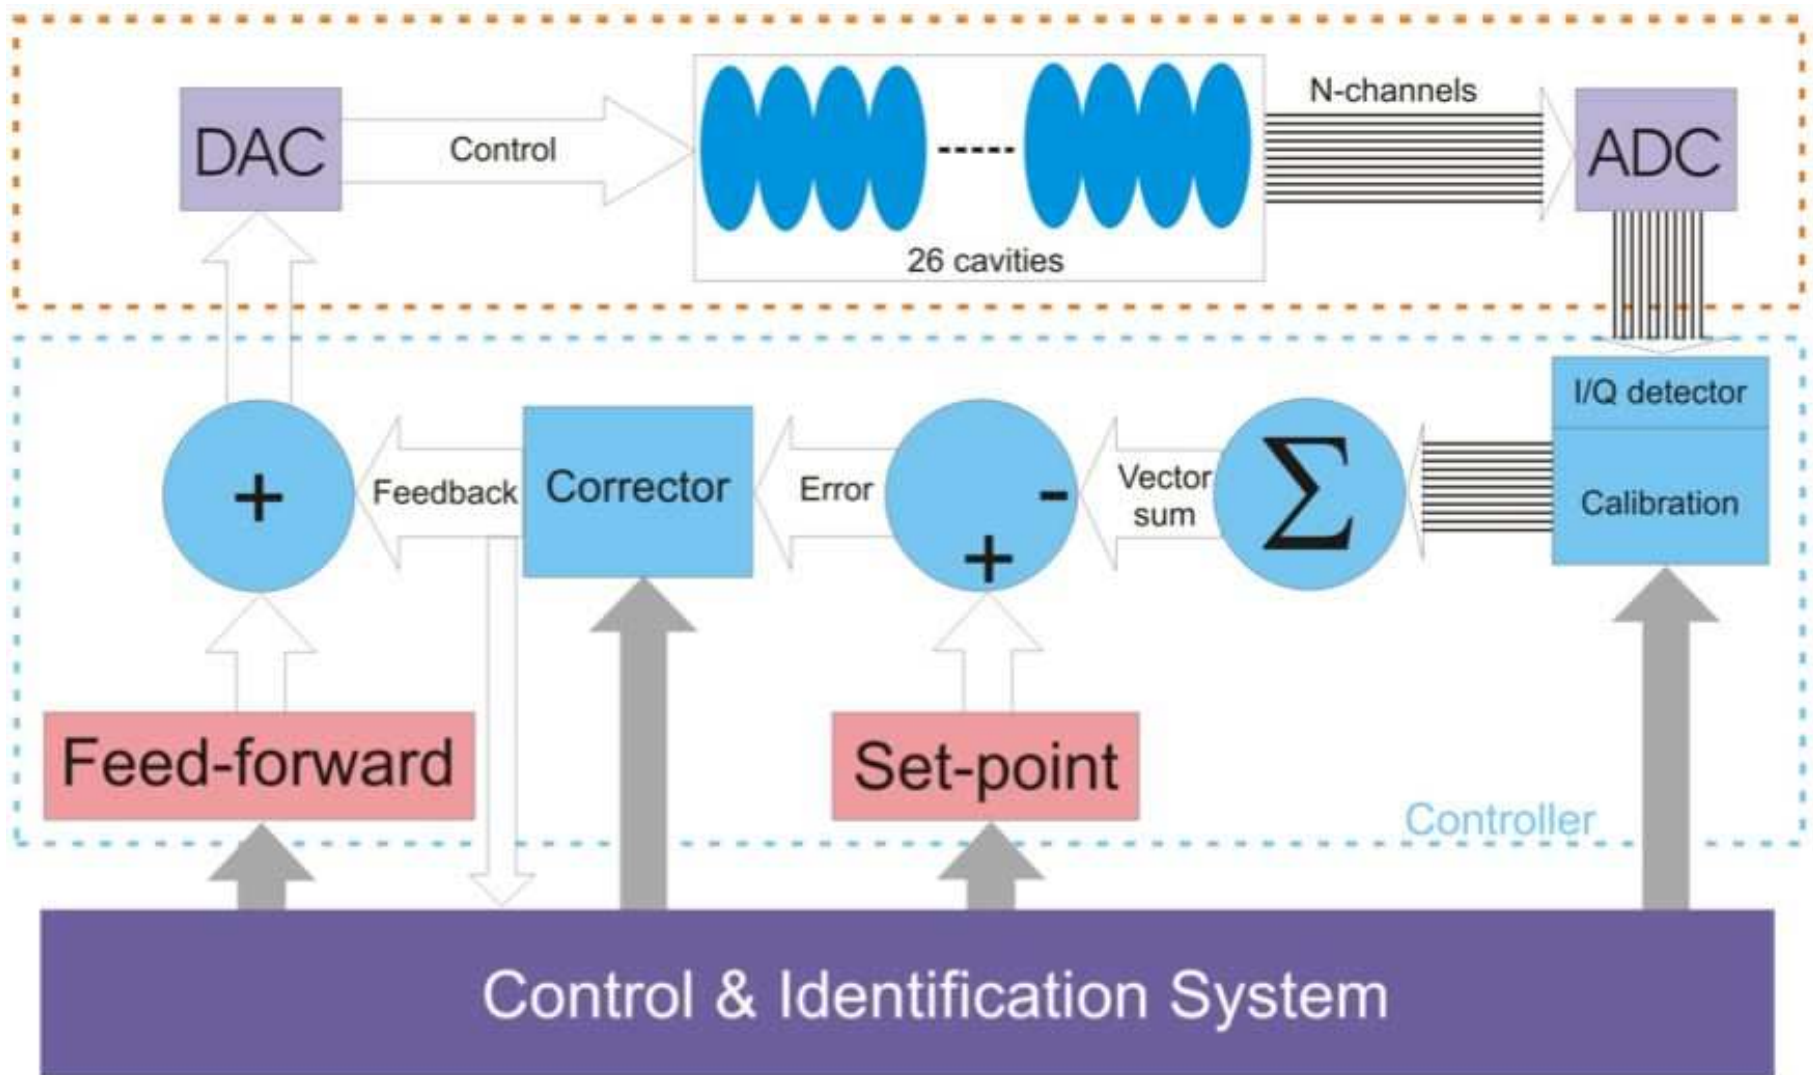 N-channels
DAC
Control
ADC
26 cavities
I/Q detector
+
Feedback
Corrector
Error
-
+
Vector
sum
Σ
Calibration
Feed-forward
Set-point
Controller
Control & Identification System